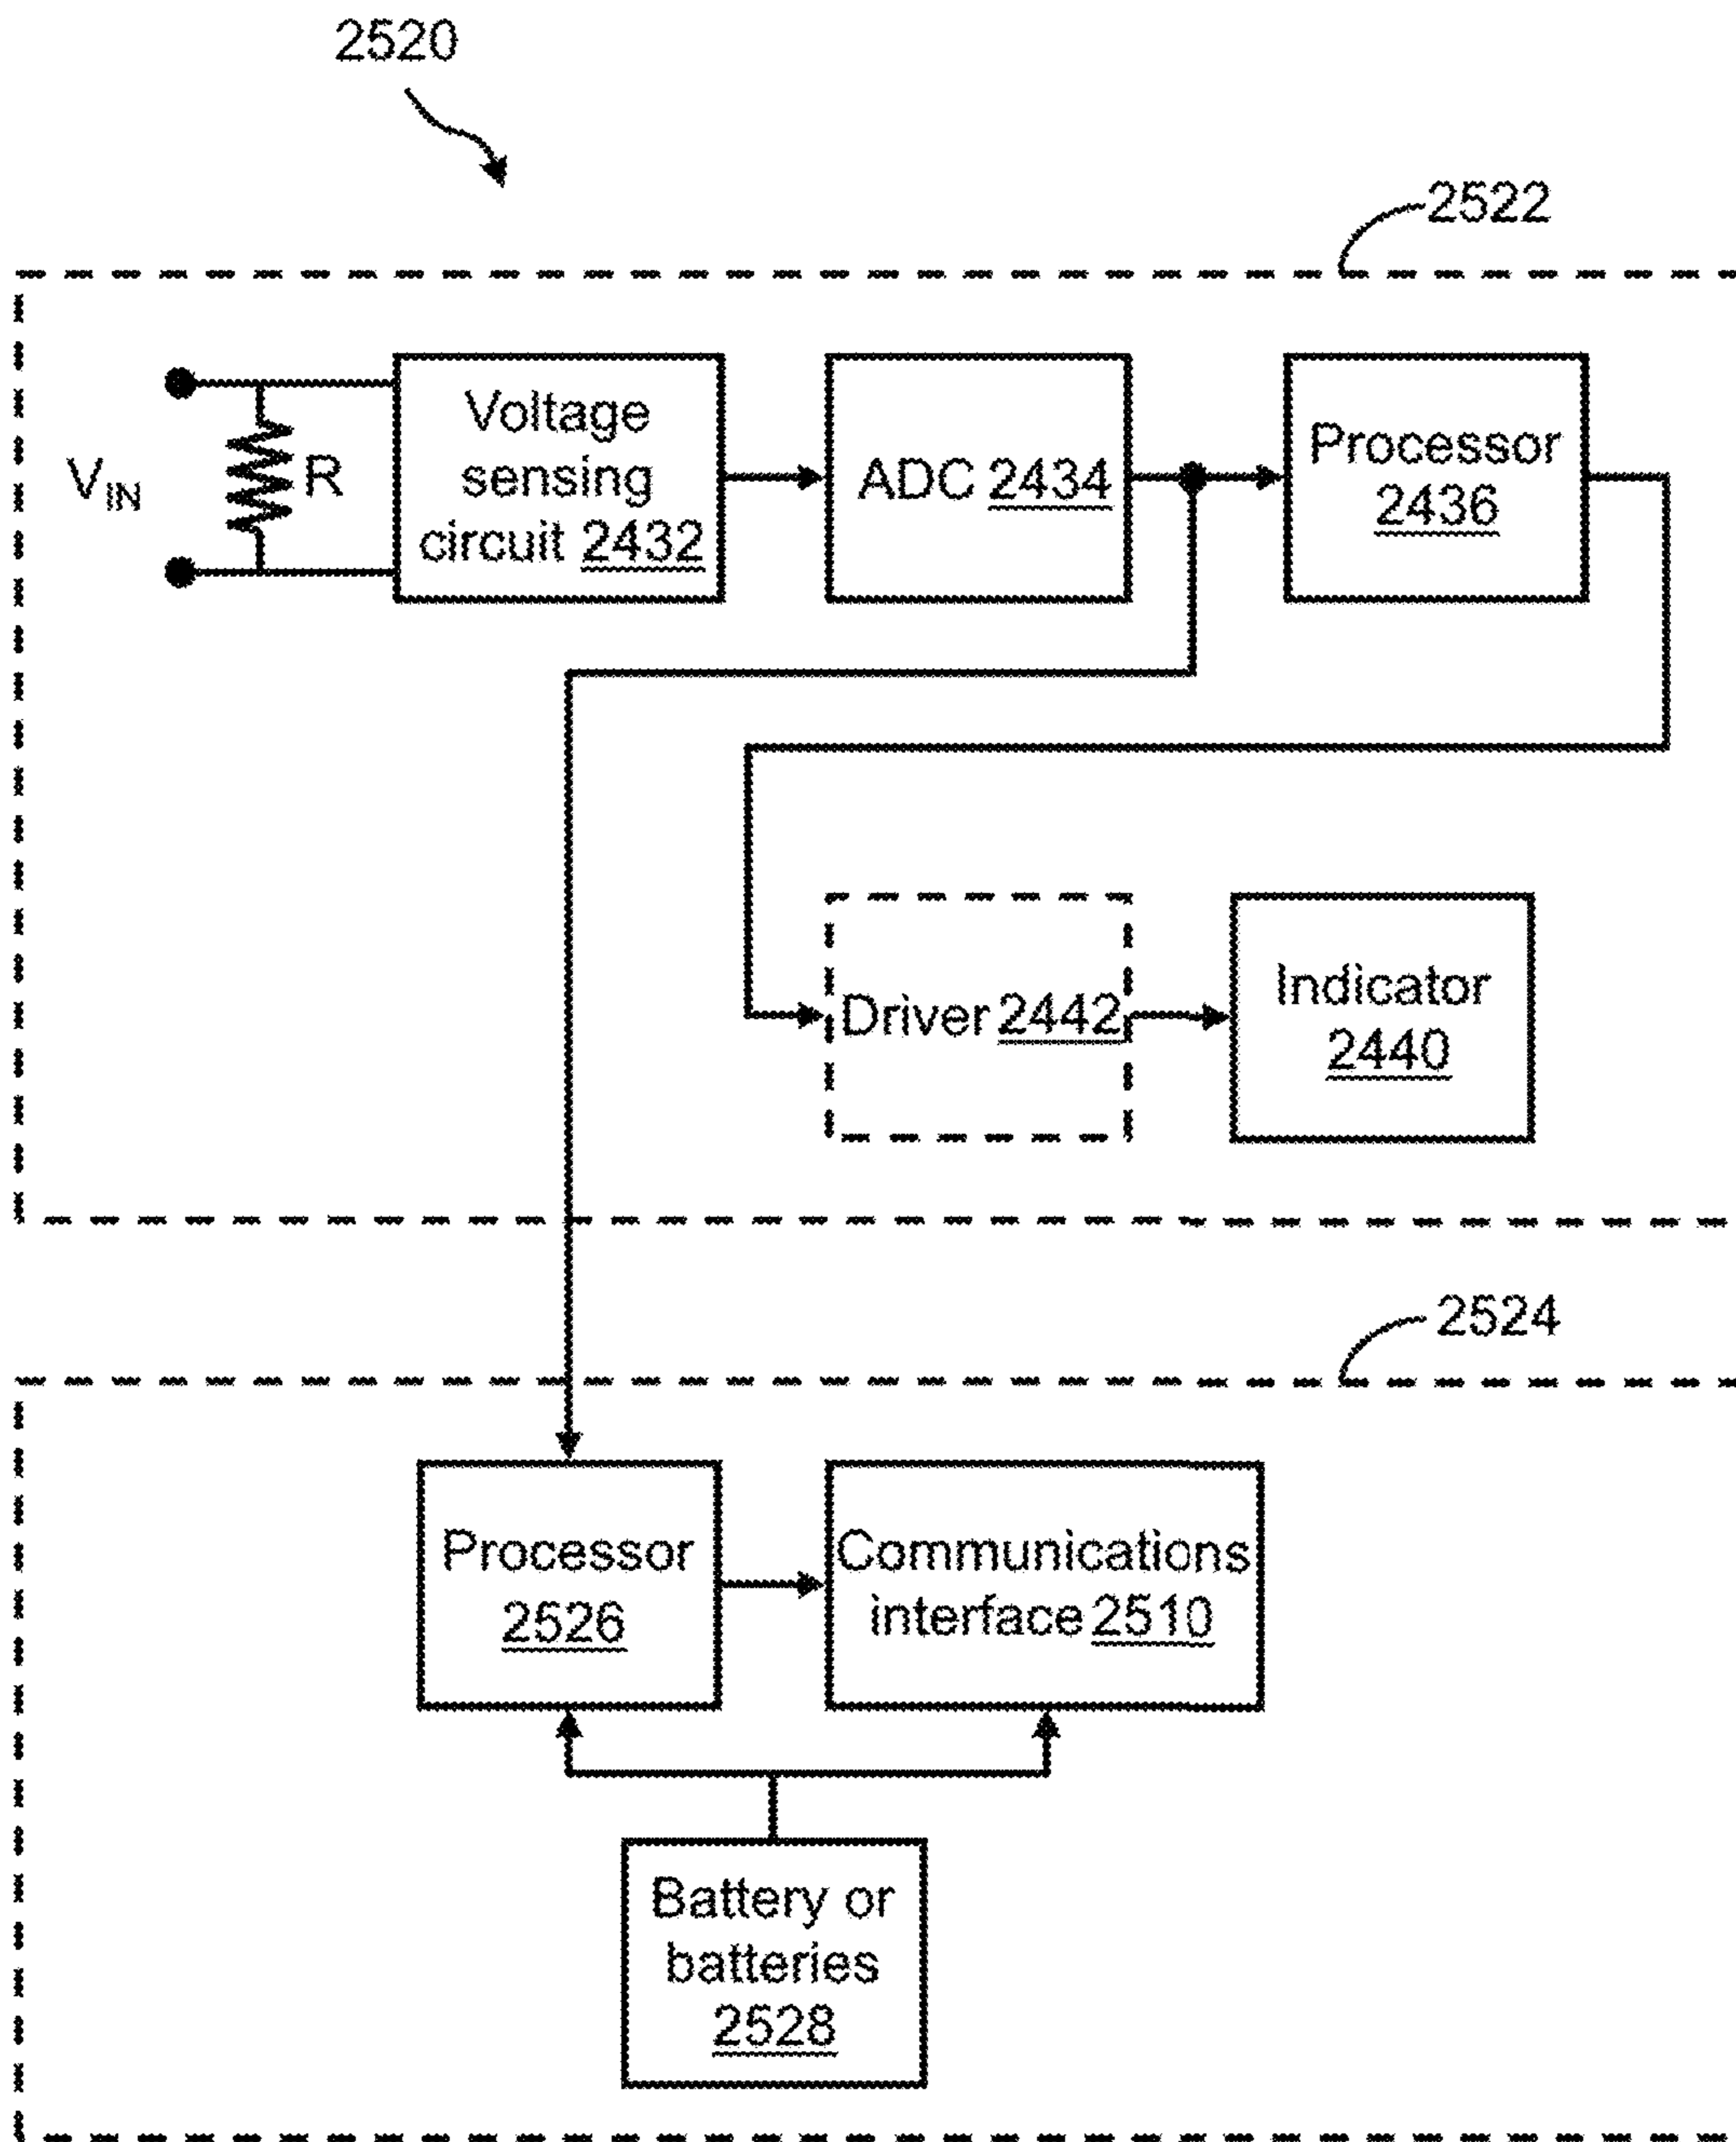 2520
2522
V_IN
R
Voltage
sensing
circuit 2432
ADC 2434
Processor
2436
Driver 2442
Indicator
2440
2524
Processor
2526
Communications
interface 2510
Battery or
batteries
2528